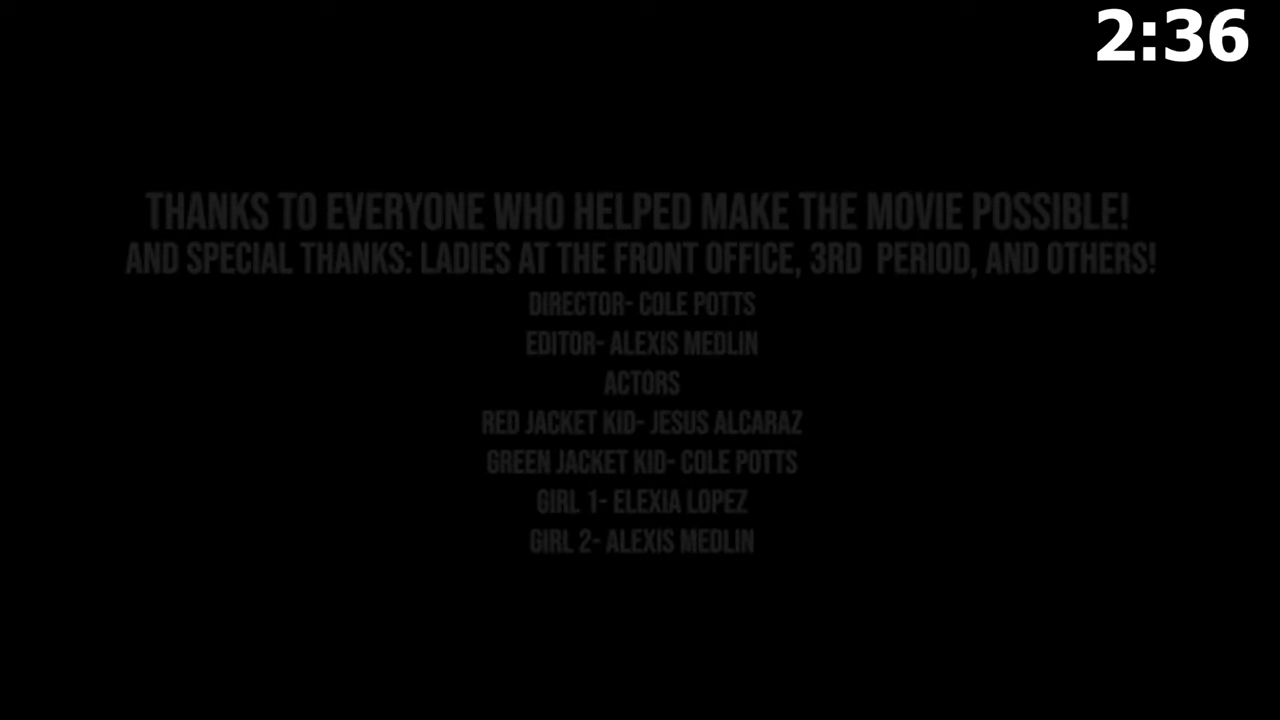 2:36
THANKS TO EVERYONE WHO HELPED MAKE THE MOVIE POSSIBLE!
AND SPECIAL THANKS: LADIES AT THE FRONT OFFICE, 3RD PERIOD, AND OTHERS!
DIRECTOR- COLE POTTS
EDITOR- ALEXIS MEDLIN
ACTORS
RED JACKET KID- JESUS ALCARAZ
GREEN JACKET KID- COLE POTTS
GIRL 1- ELEXIA LOPEZ
GIRL 2- ALEXIS MEDLIN